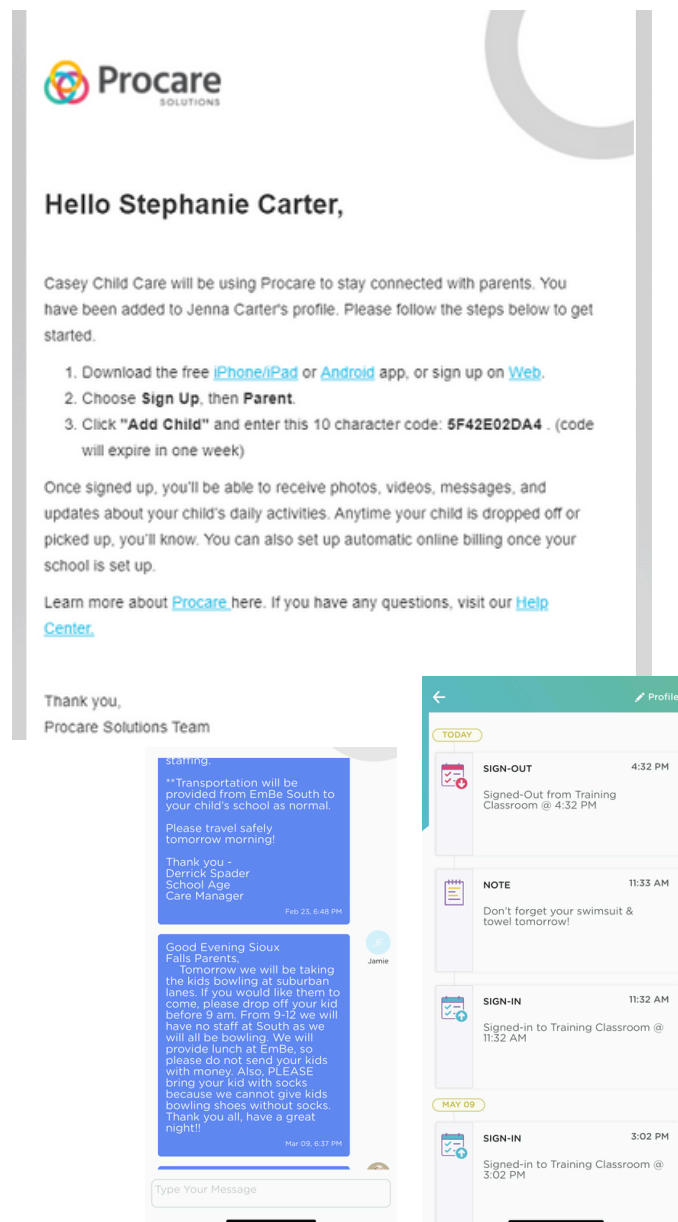 Procare
SOLUTIONS
Hello Stephanie Carter,
Casey Child Care will be using Procare to stay connected with parents. You
have been added to Jenna Carter's profile. Please follow the steps below to get
started.
1. Download the free iPhone/iPad or Android app, or sign up on Web.
2. Choose Sign Up, then Parent.
3. Click "Add Child" and enter this 10 character code: 5F42E02DA4 . (code
will expire in one week)
Once signed up, you'll be able to receive photos, videos, messages, and
updates about your child's daily activities. Anytime your child is dropped off or
picked up, you'll know. You can also set up automatic online billing once your
school is set up.
Learn more about Procare here. If you have any questions, visit our Help
Center.
Thank you,
Procare Solutions Team
staffing.
**Transportation will be
provided from EmBe South to
your child's school as normal.
Please travel safely
tomorrow morning!
Thank you -
Derrick Spader
School Age
Care Manager
Feb 23, 6:48 PM
Jamie
Good Evening Sioux
Falls Parents,
Tomorrow we will be taking
the kids bowling at suburban
lanes. If you would like them to
come, please drop off your kid
before 9 am. From 9-12 we will
have no staff at South as we
will all be bowling. We will
provide lunch at EmBe, so
please do not send your kids
with money. Also, PLEASE
bring your kid with socks
because we cannot give kids
bowling shoes without socks.
Thank you all, have a great
night!!
Mar 09, 6:37 PM
Type Your Message
Profile
TODAY
SIGN-OUT 4:32 PM
Signed-Out from Training
Classroom @ 4:32 PM
NOTE 11:33 AM
Don't forget your swimsuit &
towel tomorrow!
SIGN-IN 11:32 AM
Signed-in to Training Classroom @
11:32 AM
MAY 09
SIGN-IN 3:02 PM
Signed-in to Training Classroom @
3:02 PM